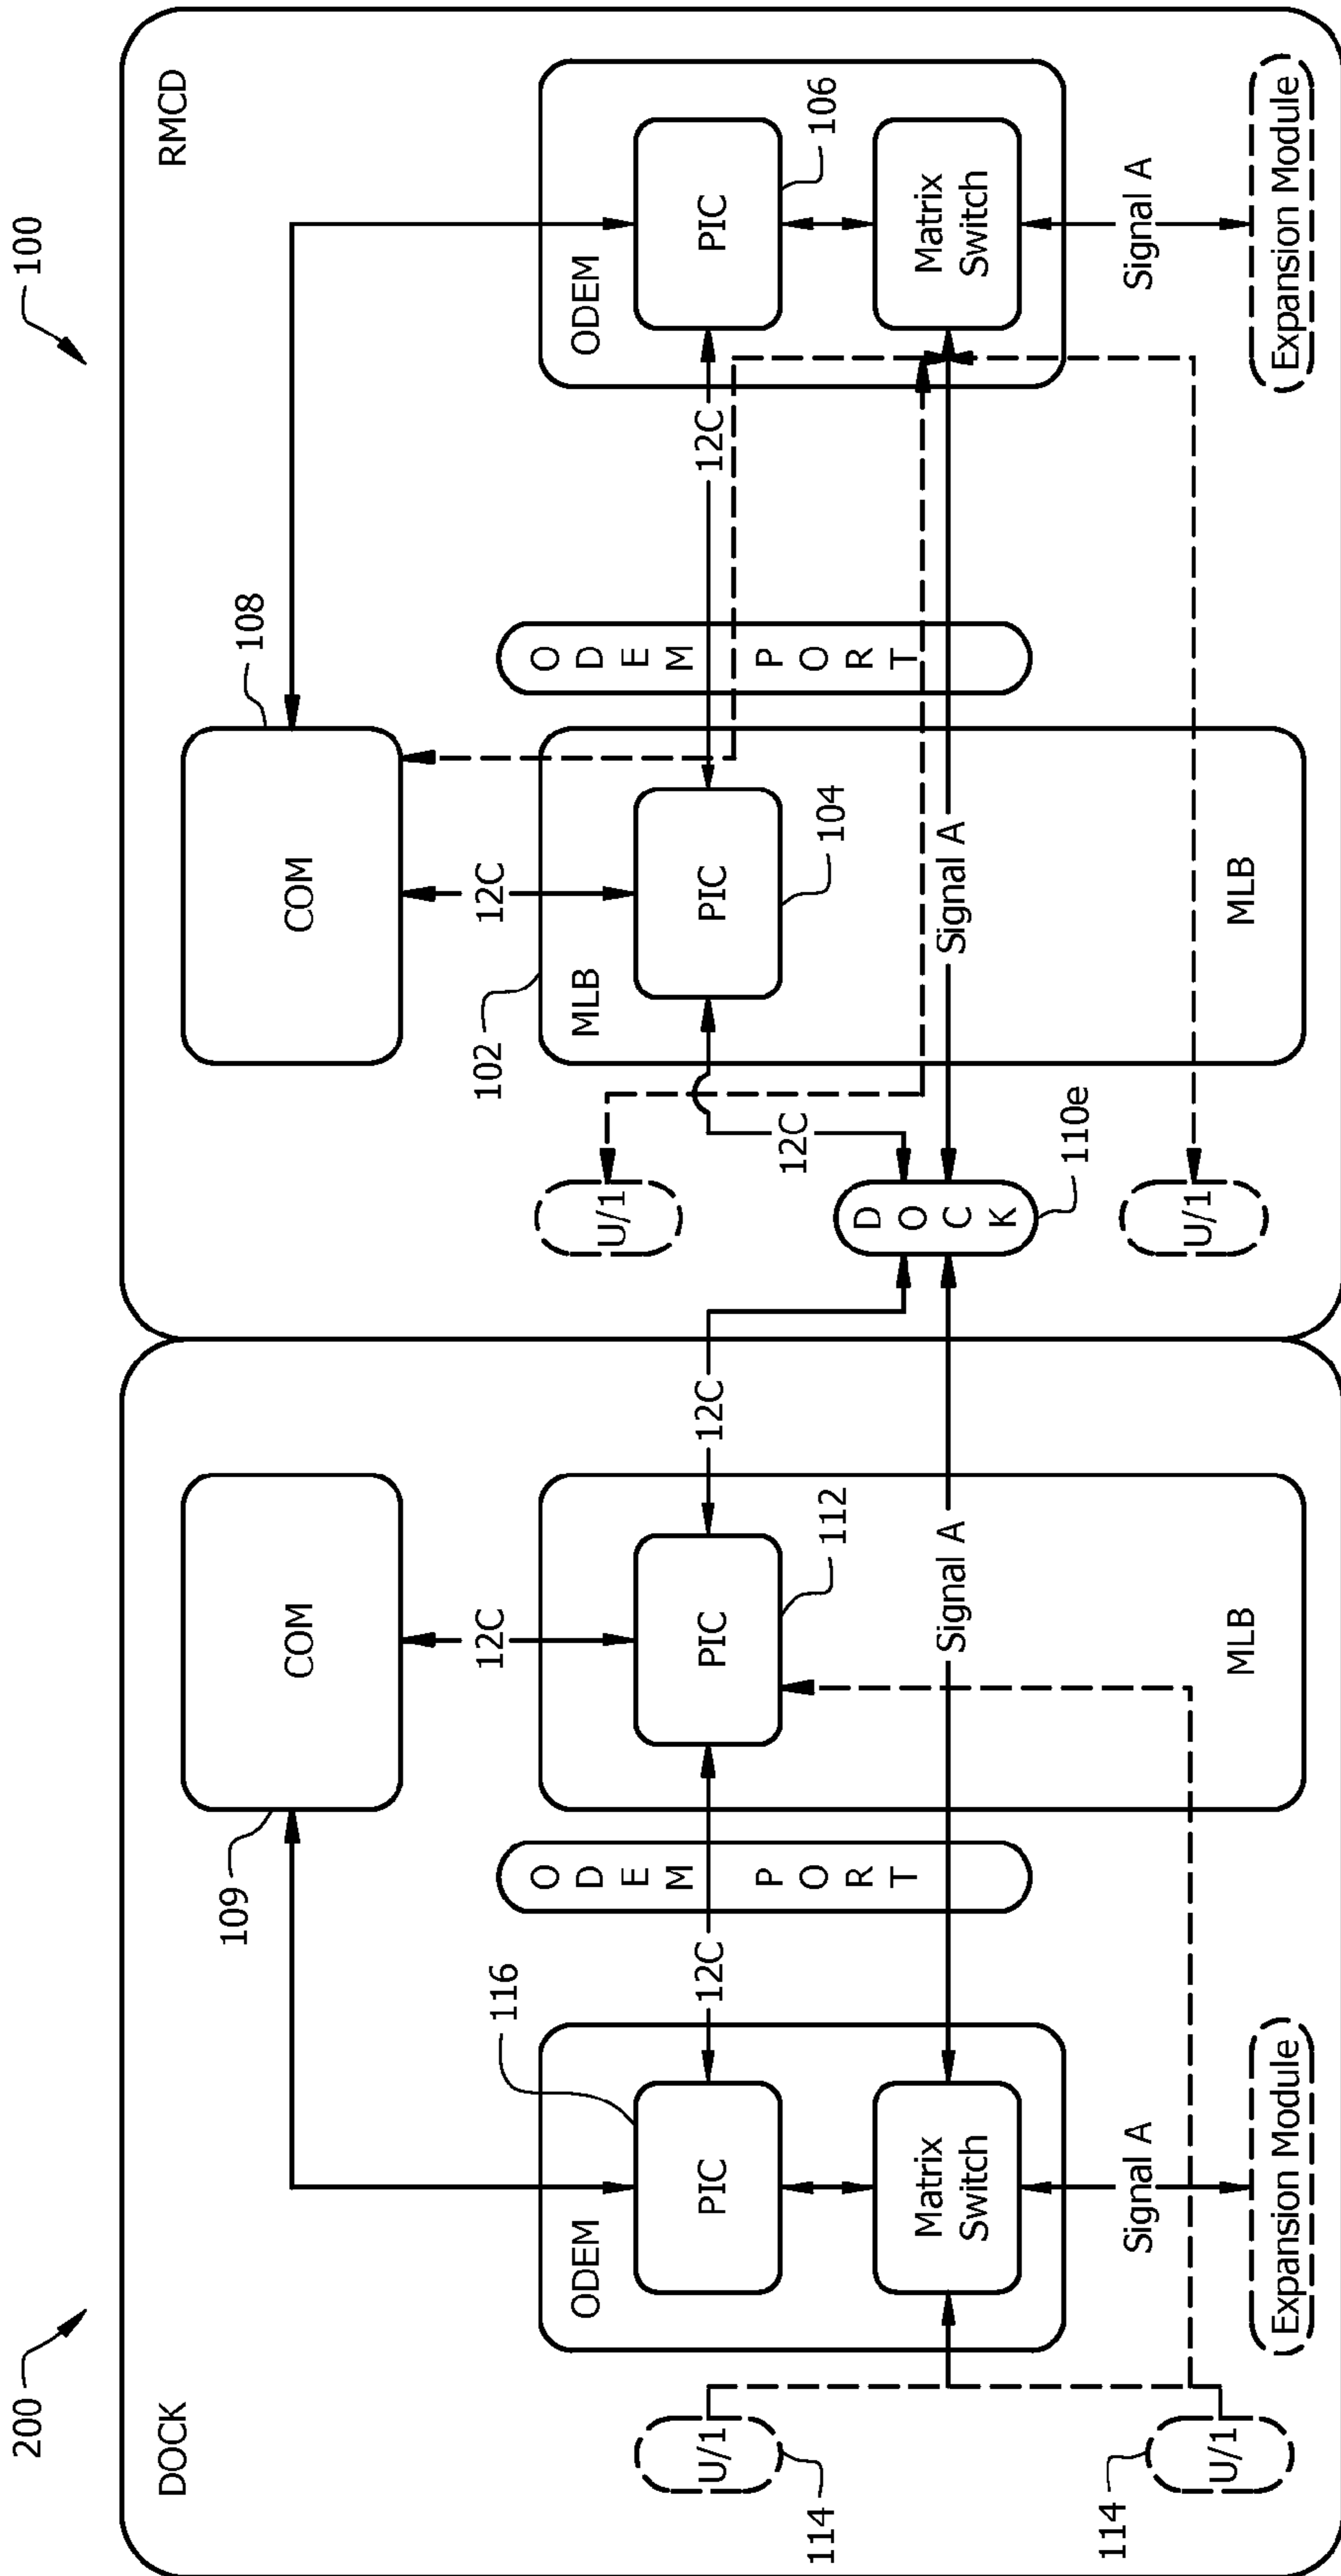 200
100
DOCK
RMCD
COM
109
COM
108
12C
12C
116
ODEM
PIC
12C
ODEM PORT
PIC
112
12C
MLB
102
MLB
PIC
104
12C
ODEM PORT
12C
ODEM
PIC
106
U/1
114
U/1
114
Matrix
Switch
Signal A
DOCK
110e
Signal A
Matrix
Switch
U/1
U/1
Signal A
Expansion Module
MLB
Signal A
Expansion Module